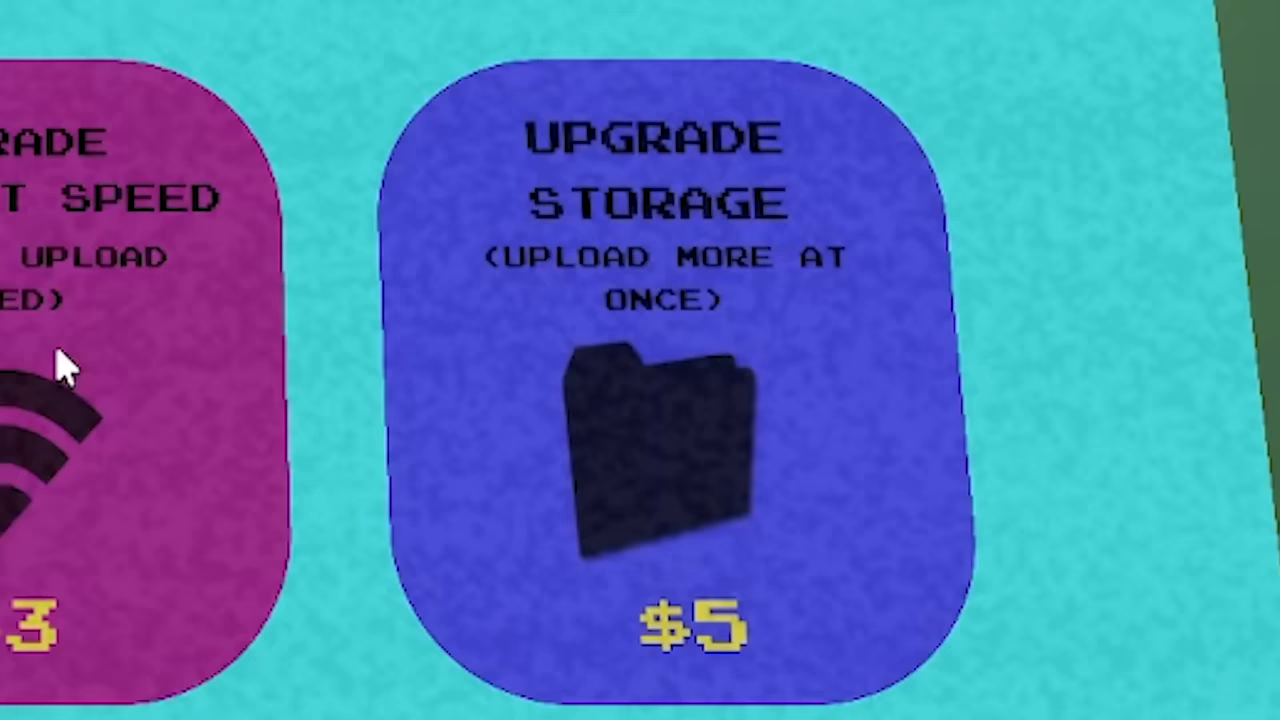 RADE
T SPEED
UPLOAD
ED)
3
UPGRADE
STORAGE
(UPLOAD MORE AT
ONCE)
$5